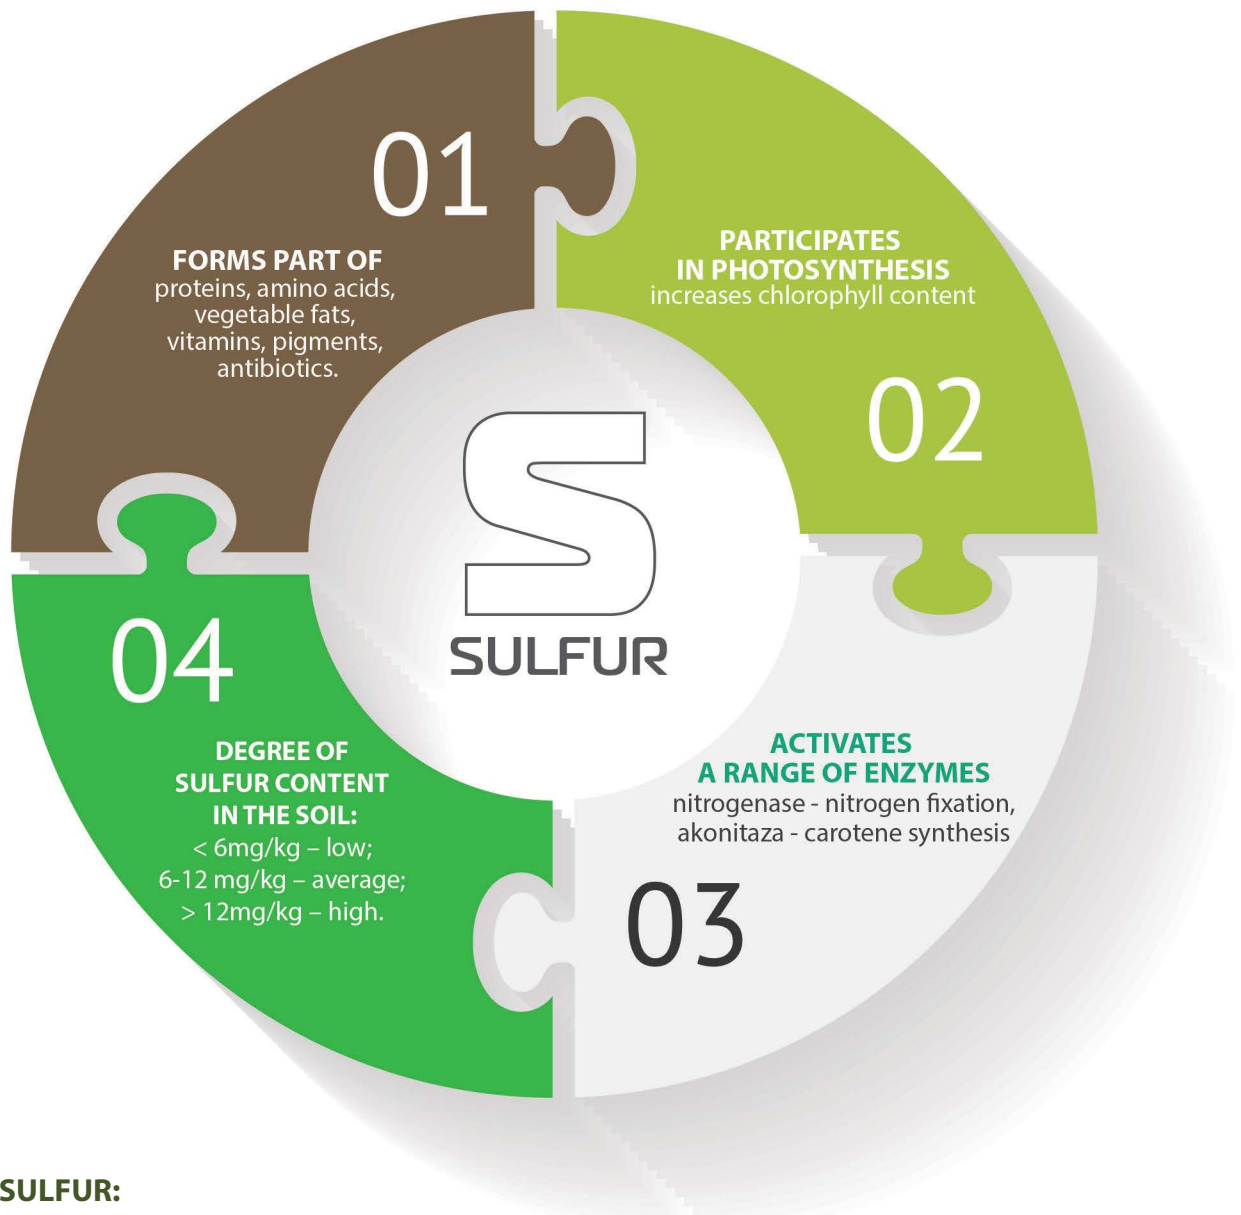 01
FORMS PART OF
proteins, amino acids,
vegetable fats,
vitamins, pigments,
antibiotics.
PARTICIPATES
IN PHOTOSYNTHESIS
increases chlorophyll content
02
S
SULFUR
04
DEGREE OF
SULFUR CONTENT
IN THE SOIL:
< 6mg/kg – low;
6-12 mg/kg – average;
> 12mg/kg – high.
ACTIVATES
A RANGE OF ENZYMES
nitrogenase - nitrogen fixation,
akonitaza - carotene synthesis
03
SULFUR: